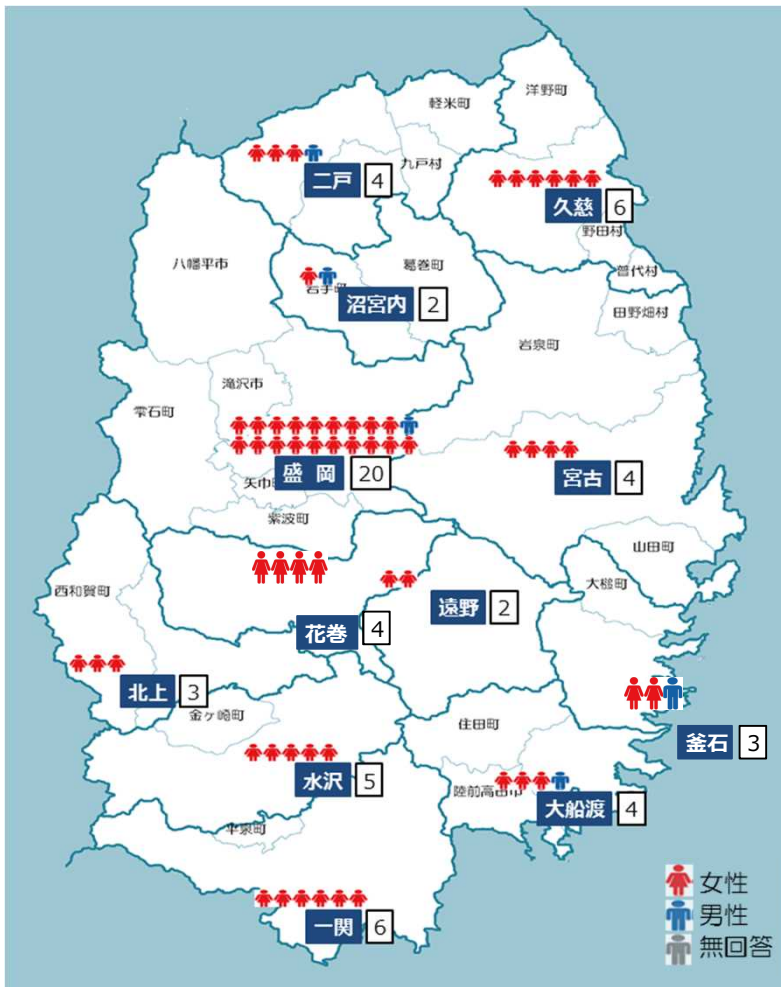 洋野町
軽米町
九戸村
二戸 4
久慈 6
野田村
八幡平市
葛巻町
普代村
岩手町
沼宮内 2
田野畑村
岩泉町
滝沢市
雫石町
盛 岡 20
宮古 4
矢巾町
紫波町
山田町
大槌町
西和賀町
遠野 2
花巻 4
北上 3
金ヶ崎町
住田町
釜石 3
水沢 5
陸前高田市
大船渡 4
平泉町
一関 6
女性
男性
無回答